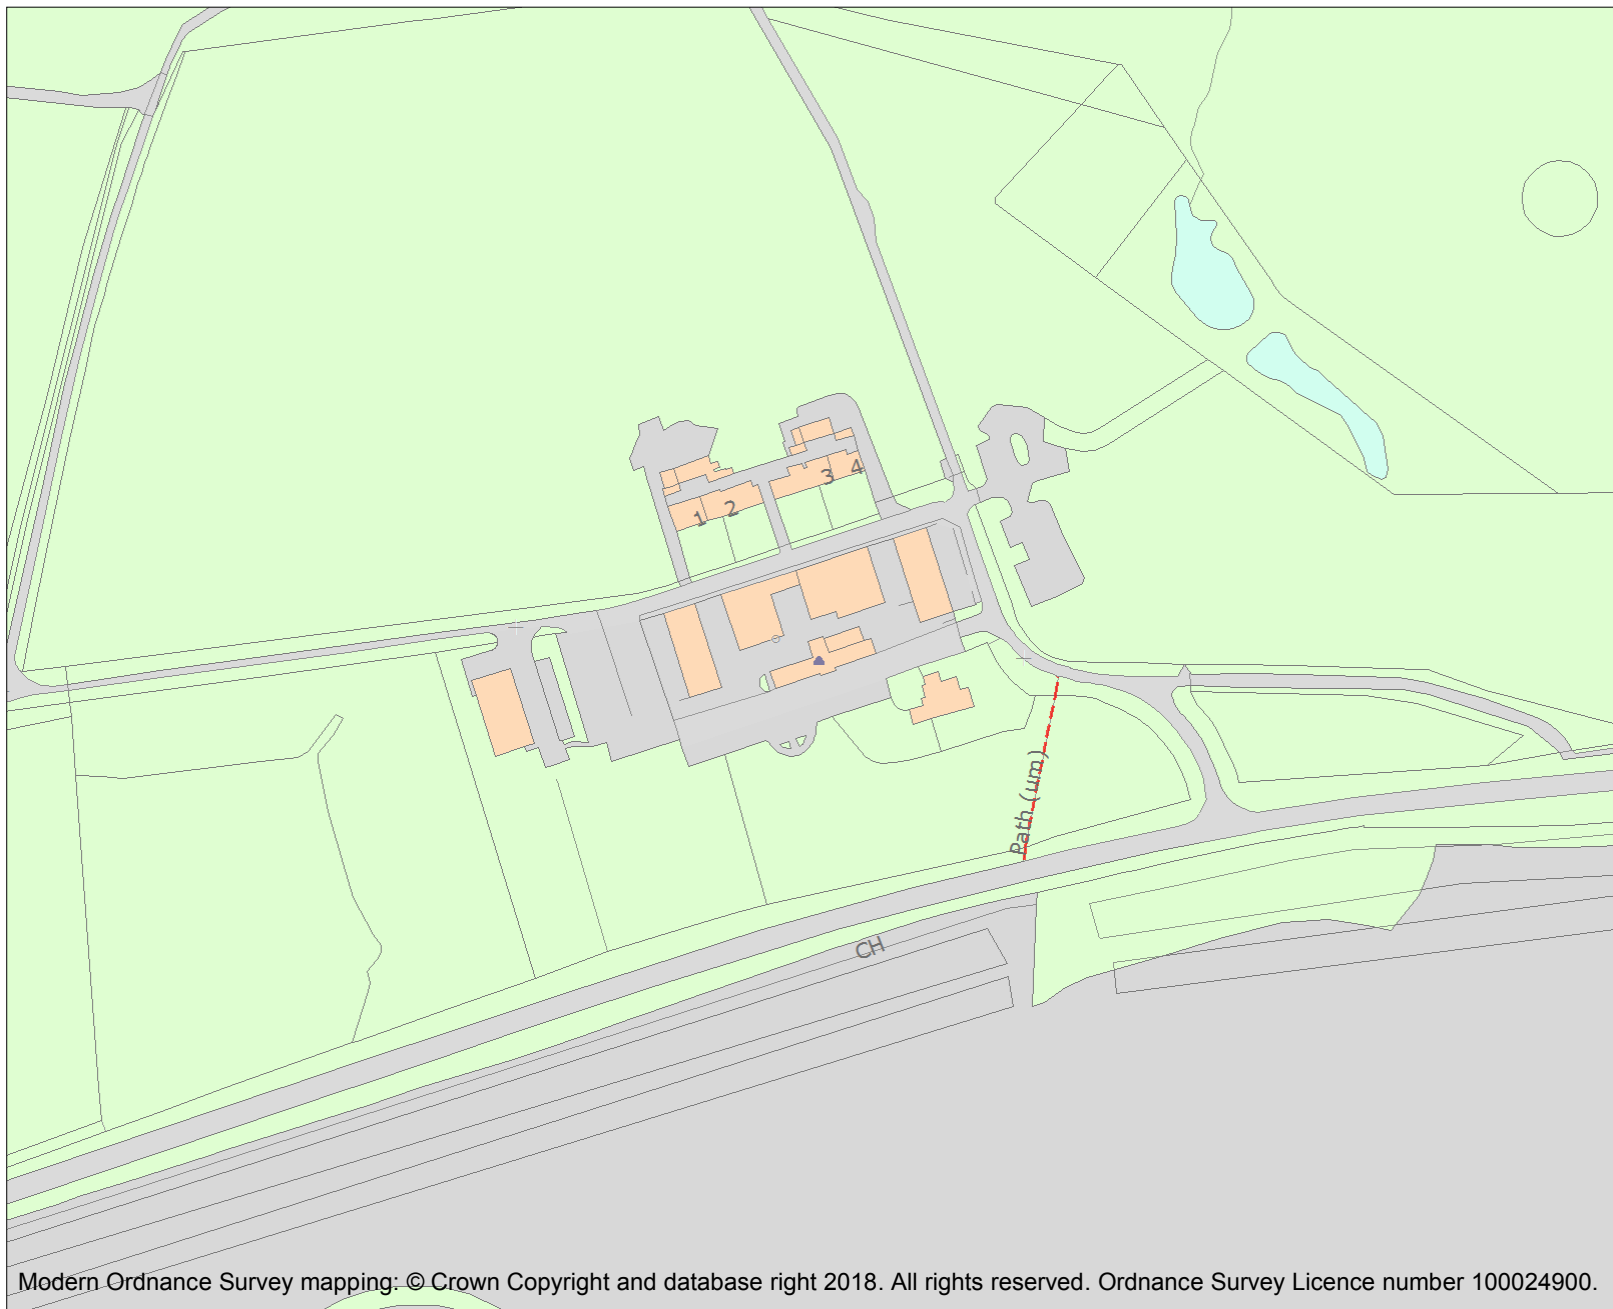 3
4
1
2
Path (um)
CH
Modern Ordnance Survey mapping: © Crown Copyright and database right 2018. All rights reserved. Ordnance Survey Licence number 100024900.